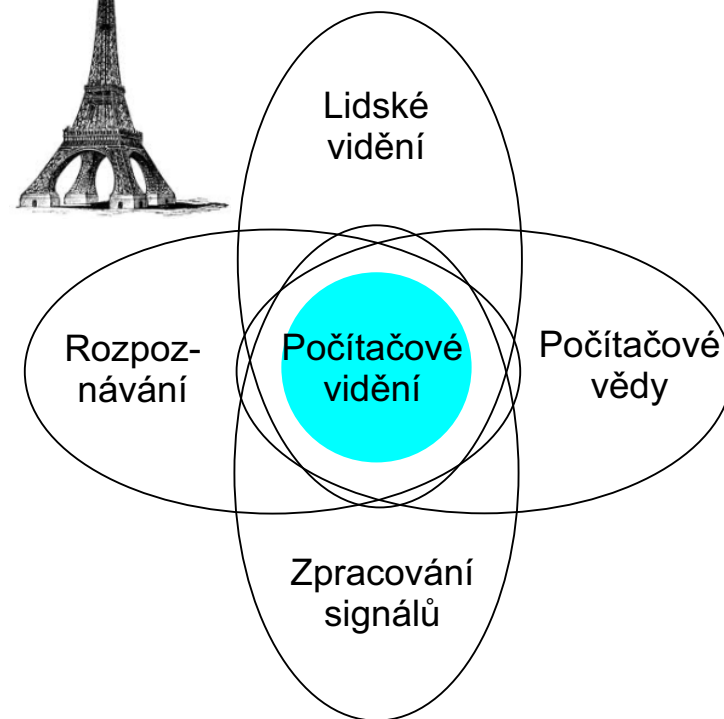 Lidské
vidění
Rozpoz-
návání
Počítačové
vidění
Počítačové
vědy
Zpracování
signálů